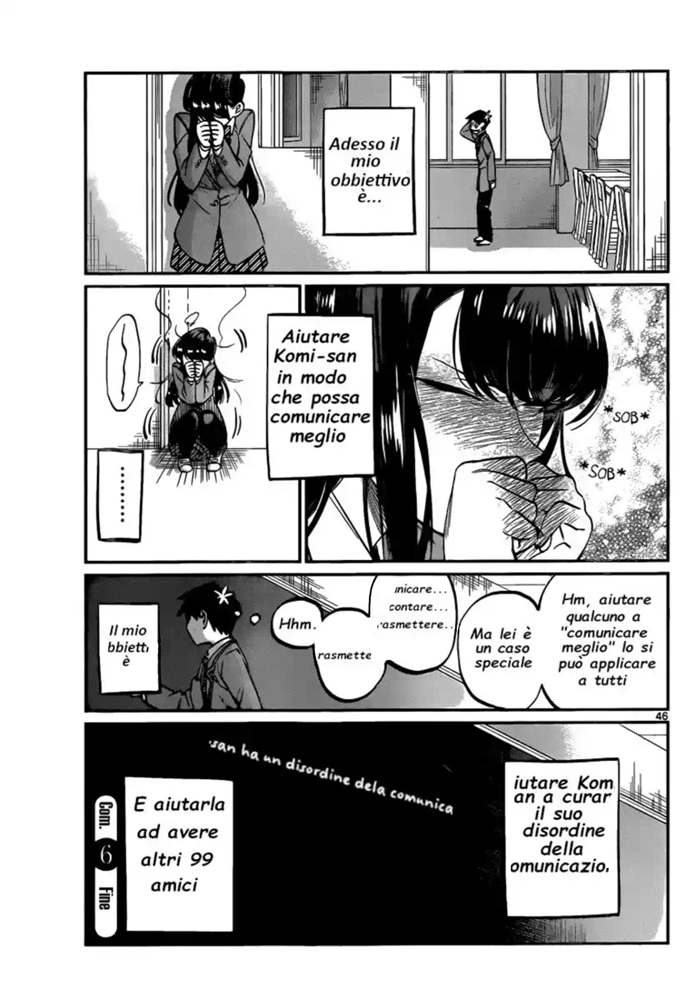 Adesso il
mio
obbiettivo
è...
Aiutare
Komi-san
in modo
che possa
comunicare
meglio
*SOB*
*SOB*
.........
Hm, aiutare
qualcuno a
"comunicare
meglio" lo si
può applicare
a tutti
Ma lei è
un caso
speciale
nicare...
contare...
rasmettere..
rasmette
Hhm.
Il mio
bbietti
è
46
iutare Kom
an a curar
il suo
disordine
della
omunicazio
san ha un disordine dela comunica
E aiutarla
ad avere
altri 99
amici
Com. 6 Fine